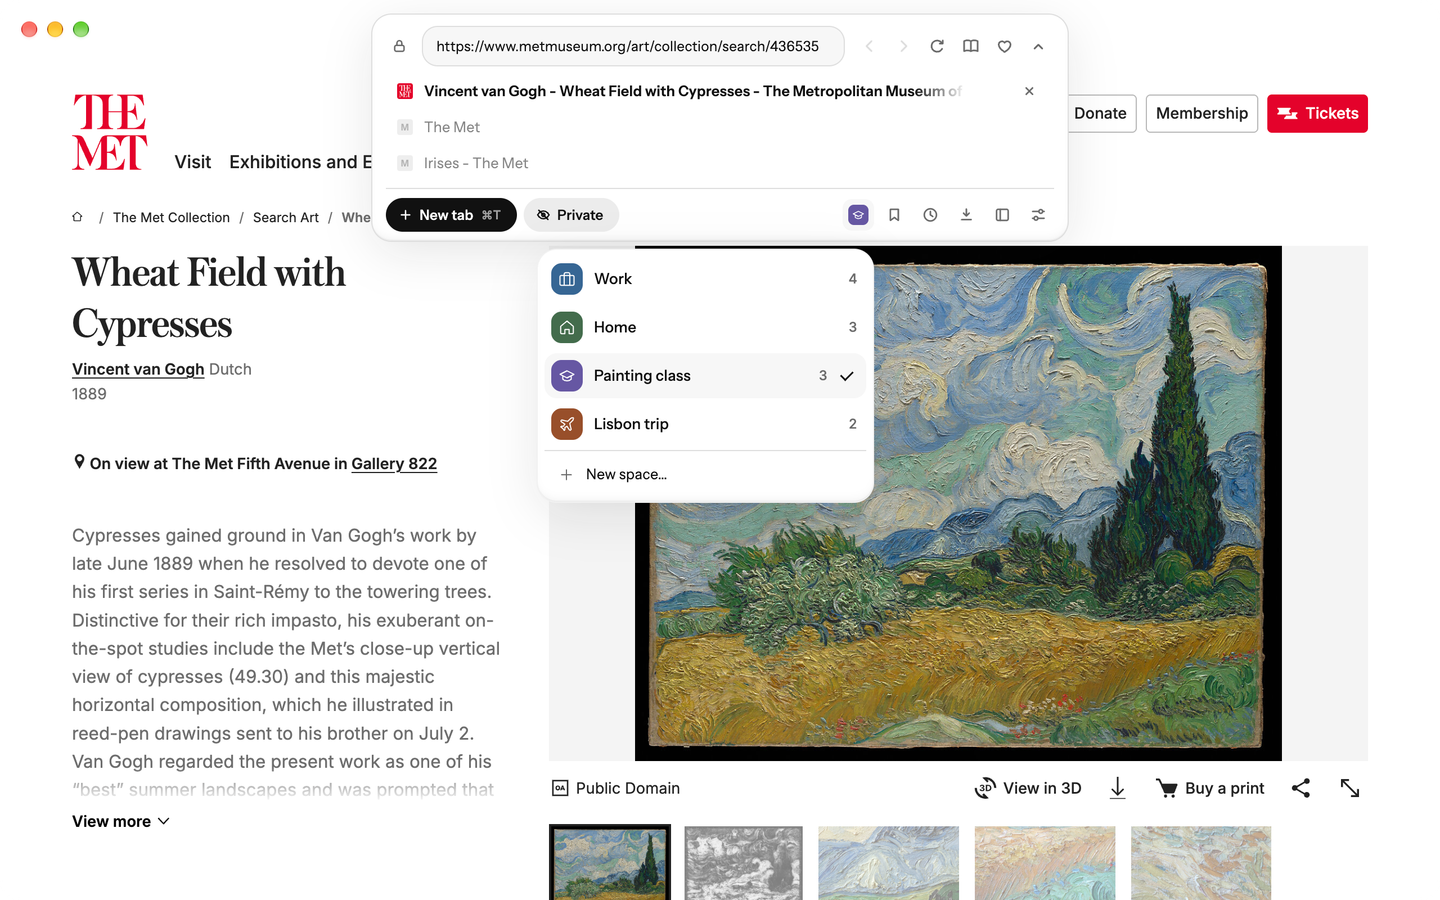 https://www.metmuseum.org/art/collection/search/436535
Vincent van Gogh - Wheat Field with Cypresses - The Metropolitan Museum of
M The Met
M Irises - The Met
+ New tab ⌘T
Private
THE
MET
Visit
Exhibitions and E
Donate
Membership
Tickets
/ The Met Collection / Search Art / Whe
Work 4
Home 3
Painting class 3
Lisbon trip 2
+ New space...
Wheat Field with
Cypresses
Vincent van Gogh Dutch
1889
On view at The Met Fifth Avenue in Gallery 822
Cypresses gained ground in Van Gogh’s work by
late June 1889 when he resolved to devote one of
his first series in Saint-Rémy to the towering trees.
Distinctive for their rich impasto, his exuberant on-
the-spot studies include the Met’s close-up vertical
view of cypresses (49.30) and this majestic
horizontal composition, which he illustrated in
reed-pen drawings sent to his brother on July 2.
Van Gogh regarded the present work as one of his
“best” summer landscapes and was prompted that
View more
OA Public Domain
3D View in 3D
Buy a print